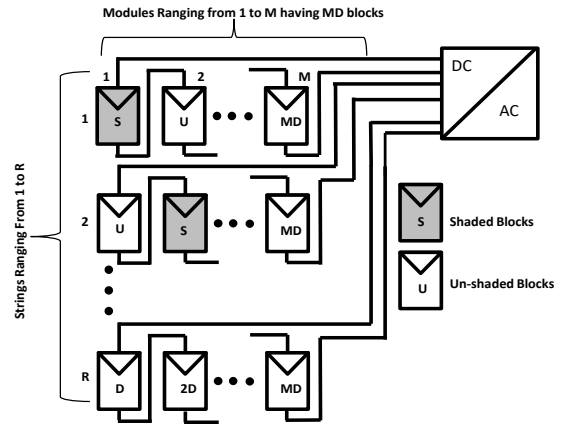 Modules Ranging from 1 to M having MD blocks
Strings Ranging From 1 to R
1 2 M
DC
AC
1 S U MD
2 U S MD
S Shaded Blocks
U Un-shaded Blocks
R D 2D MD